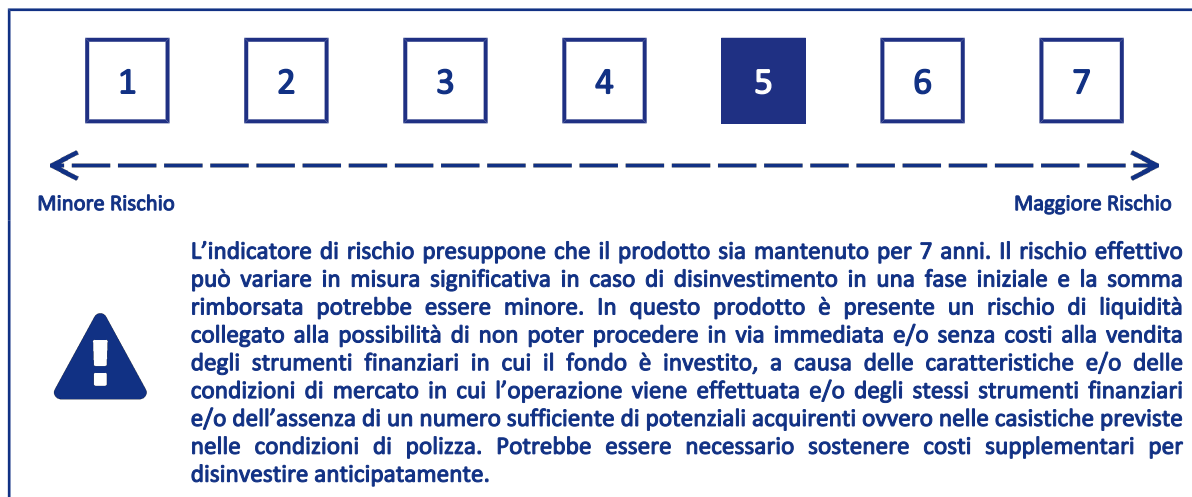 1 2 3 4 5 6 7
Minore Rischio Maggiore Rischio
L’indicatore di rischio presuppone che il prodotto sia mantenuto per 7 anni. Il rischio effettivo
può variare in misura significativa in caso di disinvestimento in una fase iniziale e la somma
rimborsata potrebbe essere minore. In questo prodotto è presente un rischio di liquidità
collegato alla possibilità di non poter procedere in via immediata e/o senza costi alla vendita
degli strumenti finanziari in cui il fondo è investito, a causa delle caratteristiche e/o delle
condizioni di mercato in cui l’operazione viene effettuata e/o degli stessi strumenti finanziari
e/o dell’assenza di un numero sufficiente di potenziali acquirenti ovvero nelle casistiche previste
nelle condizioni di polizza. Potrebbe essere necessario sostenere costi supplementari per
disinvestire anticipatamente.